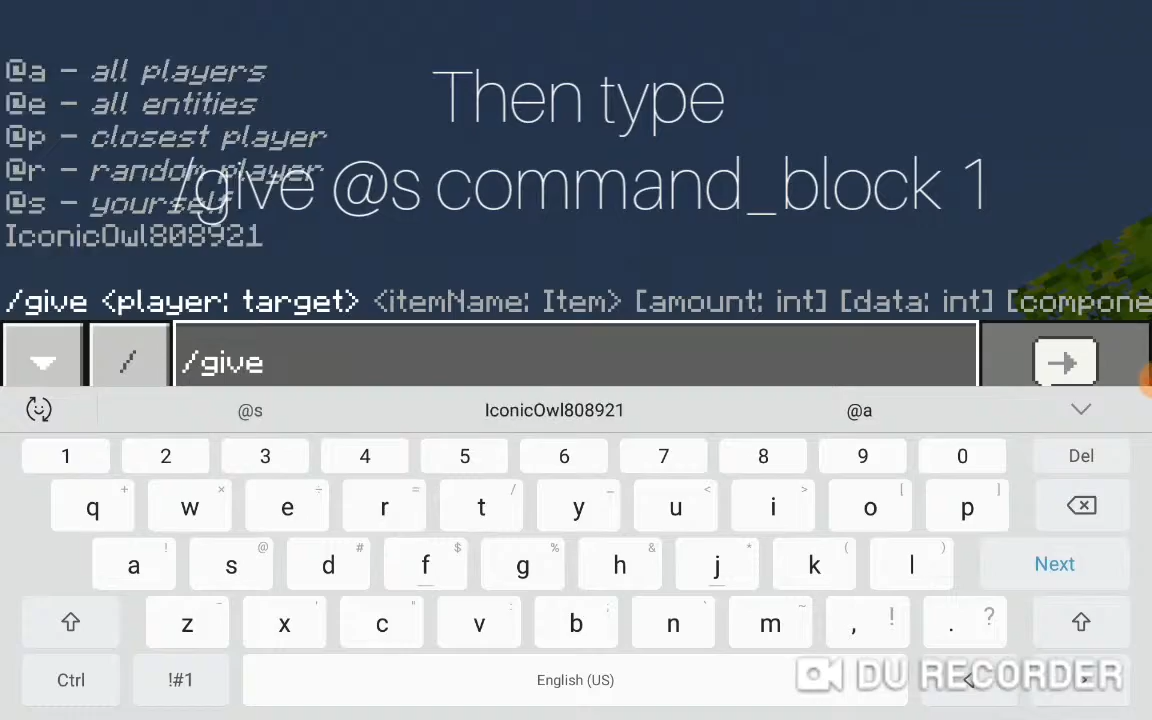 @a - all players
@e - all entities
@p - closest player
@r - random player
@s - yourself
IconicOwl808921
Then type
/give @s command_block 1
/give <player: target> <itemName: Item> [amount: int] [data: int] [compone
/
/give
@s IconicOwl808921 @a
1 2 3 4 5 6 7 8 9 0 Del
+ × ÷ = / _ < > [ ]
q w e r t y u i o p
! @ # $ % & * ( )
a s d f g h j k l Next
- ' " : ; ` ~ ! ?
z x c v b n m , .
Ctrl !#1 English (US) < >
DU RECORDER